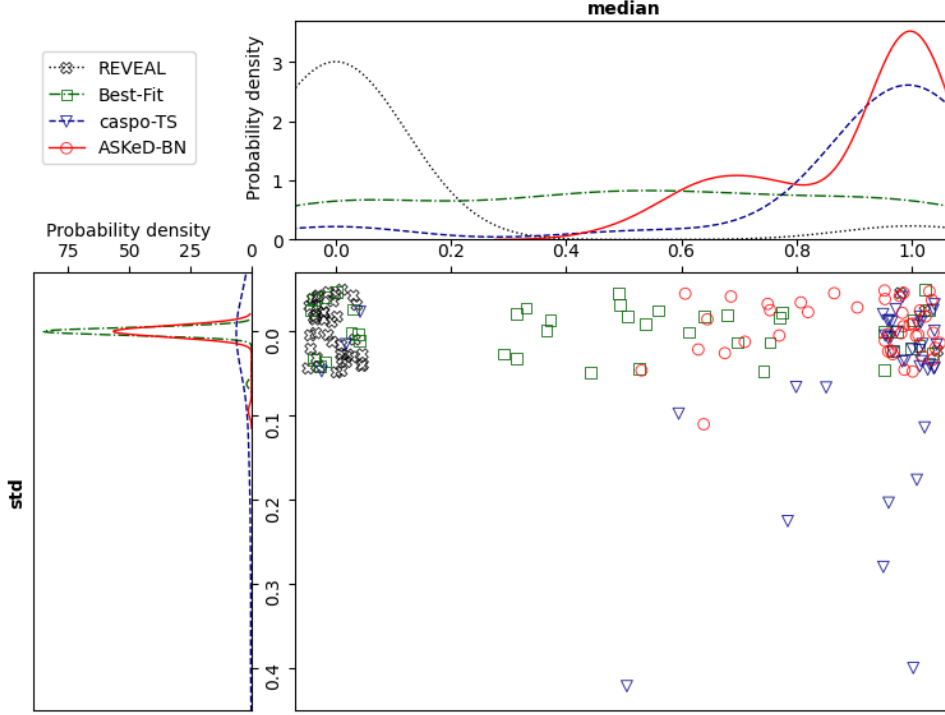 median
REVEAL
Best-Fit
caspo-TS
ASKeD-BN
Probability density
3
2
1
0
0.0 0.2 0.4 0.6 0.8 1.0
Probability density
75 50 25 0
std
0.0
0.1
0.2
0.3
0.4